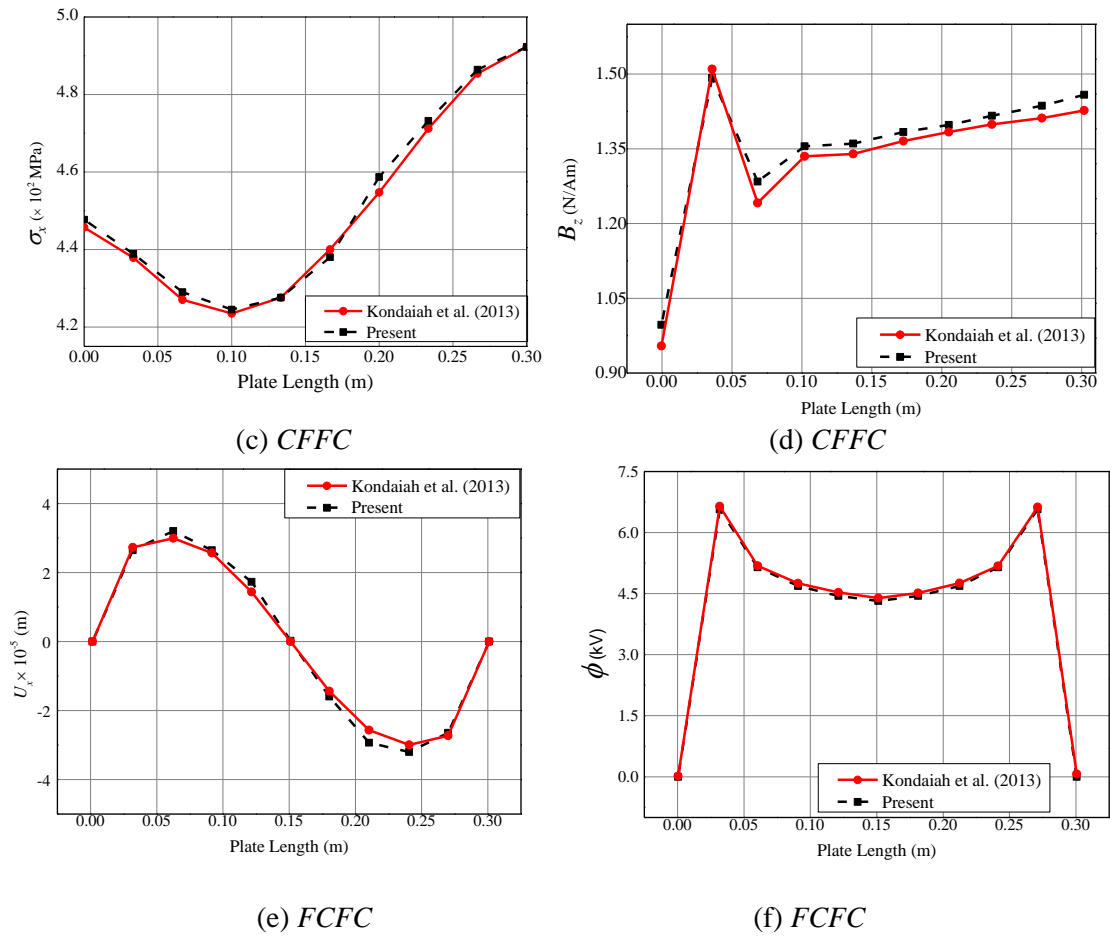 5.0
4.8
4.6
4.4
4.2
σx (× 10² MPa)
0.00 0.05 0.10 0.15 0.20 0.25 0.30
Plate Length (m)
Kondaiah et al. (2013)
Present
(c) CFFC
1.50
1.35
1.20
1.05
0.90
Bz (N/Am)
0.00 0.05 0.10 0.15 0.20 0.25 0.30
Plate Length (m)
Kondaiah et al. (2013)
Present
(d) CFFC
4
2
0
-2
-4
Ux × 10⁻⁵ (m)
0.00 0.05 0.10 0.15 0.20 0.25 0.30
Plate Length (m)
Kondaiah et al. (2013)
Present
(e) FCFC
7.5
6.0
4.5
3.0
1.5
0.0
ϕ (kV)
0.00 0.05 0.10 0.15 0.20 0.25 0.30
Plate Length (m)
Kondaiah et al. (2013)
Present
(f) FCFC